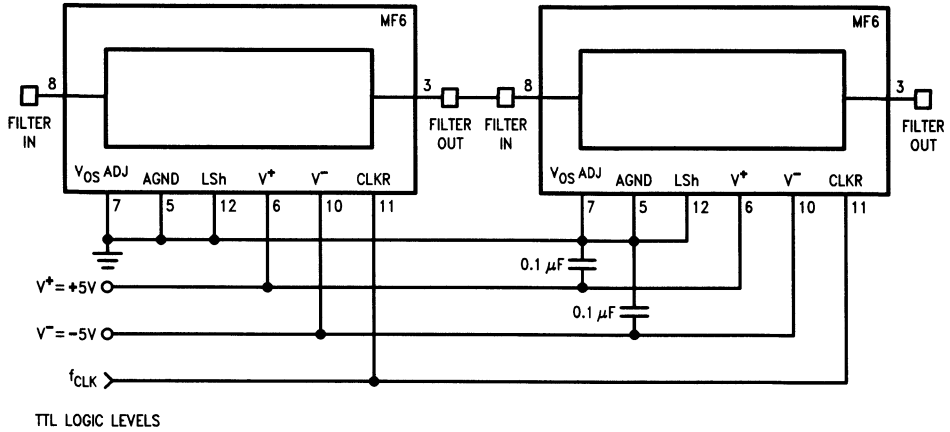 MF6
MF6
8
3
8
3
FILTER
IN
FILTER
OUT
FILTER
IN
FILTER
OUT
VOS ADJ
AGND
LSh
V+
V−
CLKR
VOS ADJ
AGND
LSh
V+
V−
CLKR
7
5
12
6
10
11
7
5
12
6
10
11
0.1 μF
V+=+5V
0.1 μF
V−=−5V
fCLK
TTL LOGIC LEVELS